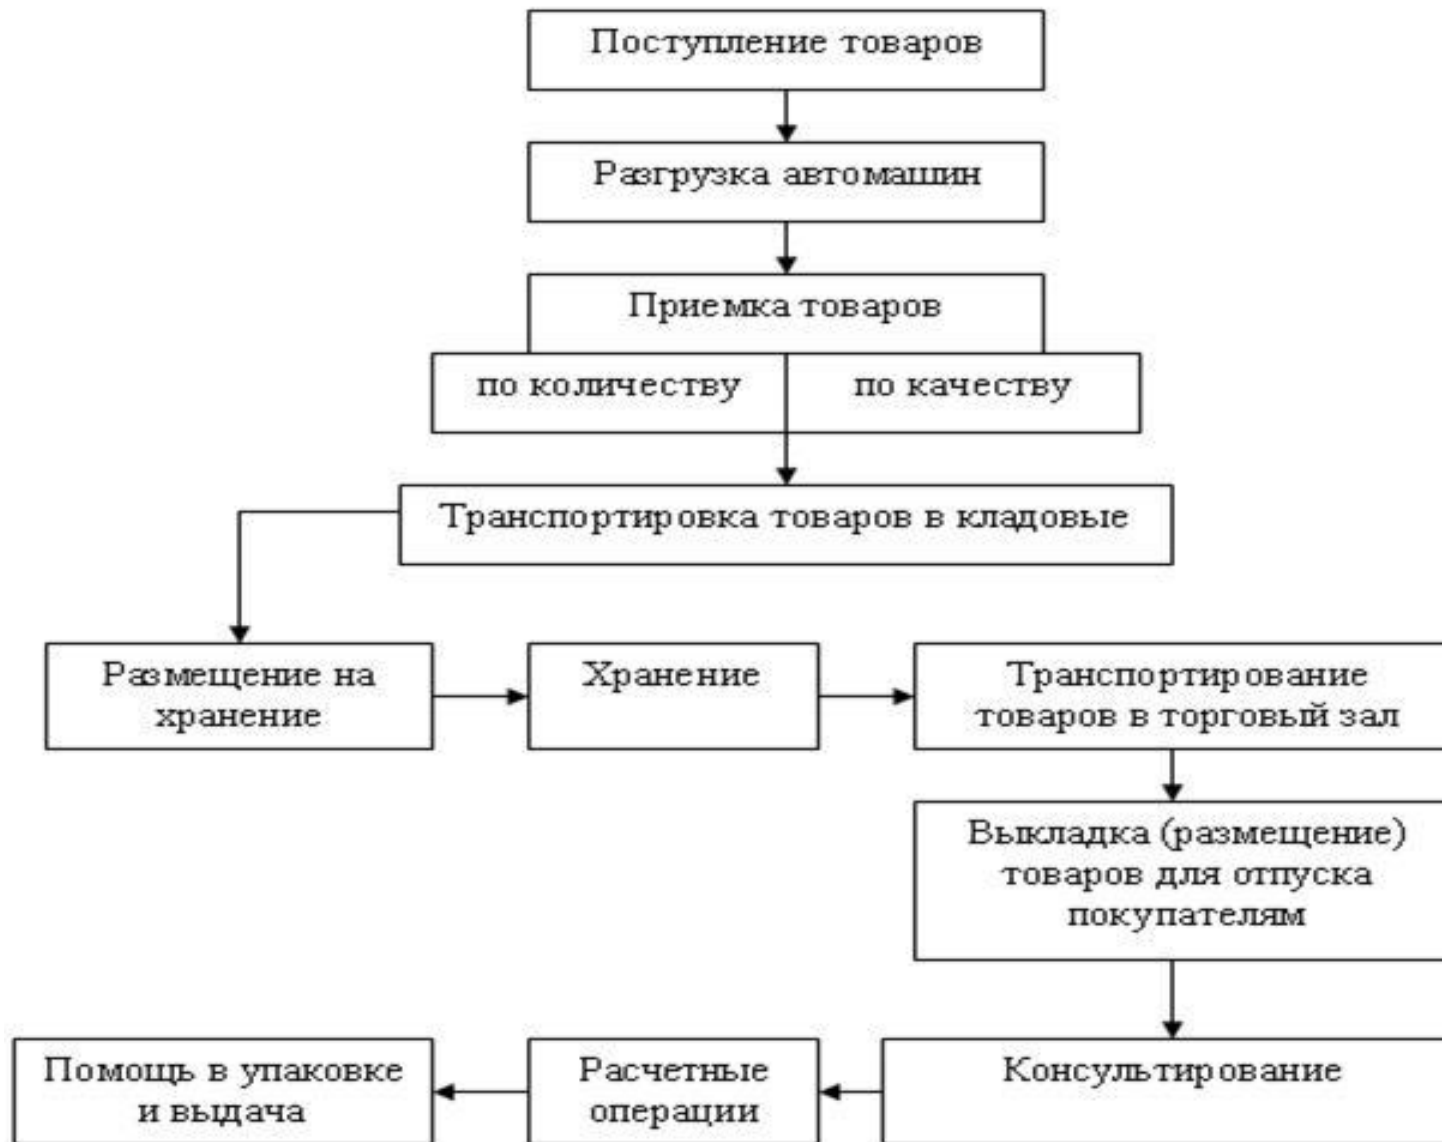 Поступление товаров
Разгрузка автомашин
Приемка товаров
по количеству
по качеству
Транспортировка товаров в кладовые
Размещение на
хранение
Хранение
Транспортирование
товаров в торговый зал
Выкладка (размещение)
товаров для отпуска
покупателям
Консультирование
Расчетные
операции
Помощь в упаковке
и выдача